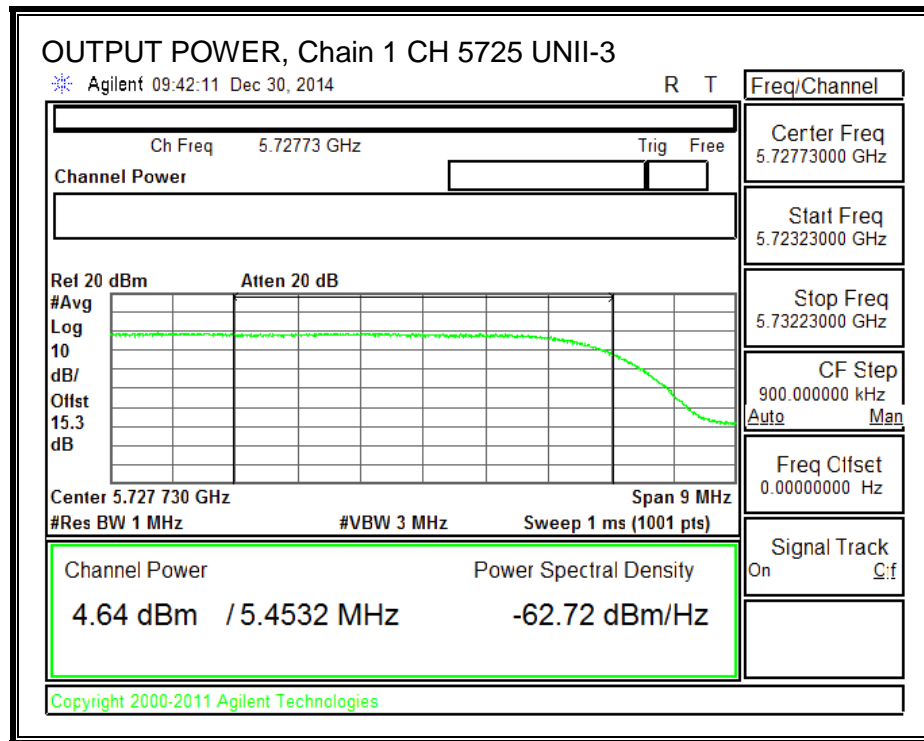 OUTPUT POWER, Chain 1 CH 5725 UNII-3
Agilent 09:42:11 Dec 30, 2014 R T
Freq/Channel
Ch Freq 5.72773 GHz Trig Free
Channel Power
Center Freq
5.72773000 GHz
Start Freq
5.72323000 GHz
Stop Freq
5.73223000 GHz
CF Step
900.000000 kHz
Auto Man
Freq Offset
0.00000000 Hz
Signal Track
On Off
Ref 20 dBm Atten 20 dB
#Avg
Log
10
dB/
Offst
15.3
dB
Center 5.727 730 GHz Span 9 MHz
#Res BW 1 MHz #VBW 3 MHz Sweep 1 ms (1001 pts)
Channel Power Power Spectral Density
4.64 dBm / 5.4532 MHz -62.72 dBm/Hz
Copyright 2000-2011 Agilent Technologies